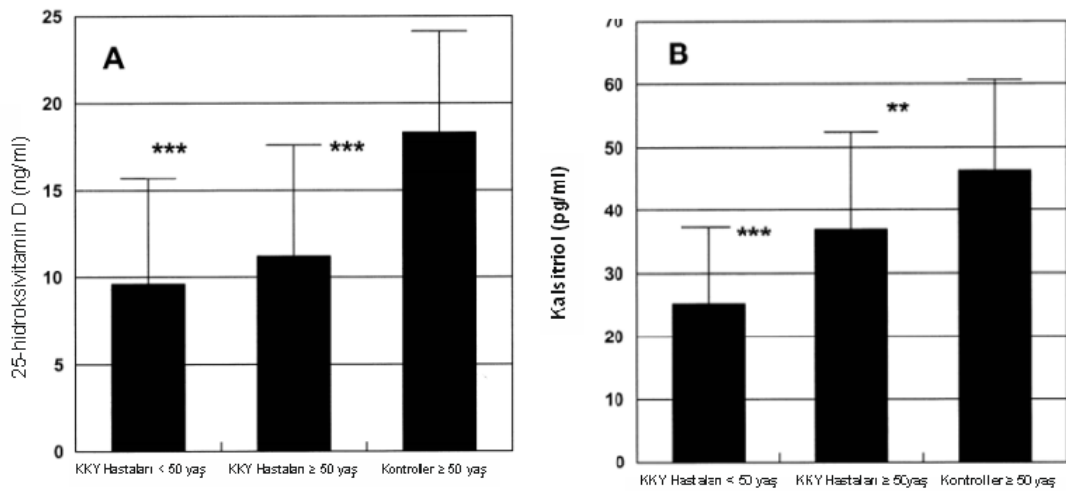 A
25-hidroksivitamin D (ng/ml)
25
20
15
10
5
0
***
***
KKY Hastaları < 50 yaş
KKY Hastaları ≥ 50 yaş
Kontroller ≥ 50 yaş
B
Kalsitriol (pg/ml)
70
60
50
40
30
20
10
00
***
**
KKY Hastaları < 50 yaş
KKY Hastaları ≥ 50yaş
Kontroller ≥ 50 yaş